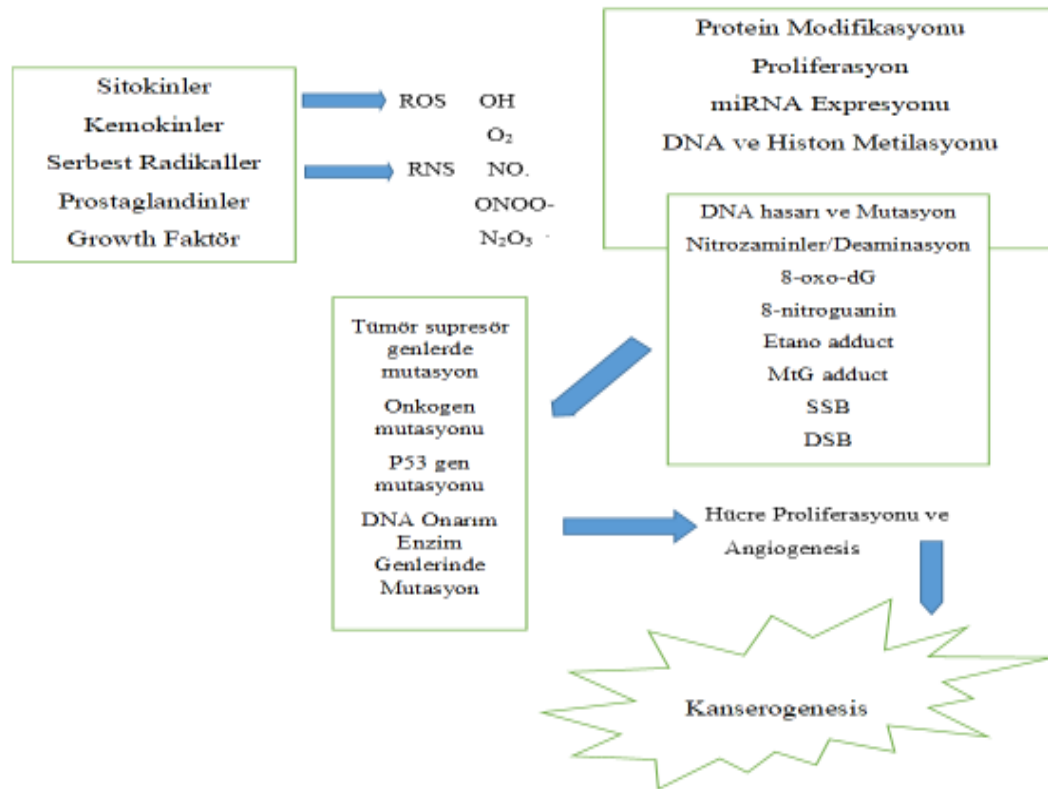 Sitokinler
Kemokinler
Serbest Radikaller
Prostaglandinler
Growth Faktör
ROS OH
O₂
RNS NO.
ONOO-
N₂O₃
Protein Modifikasyonu
Proliferasyon
miRNA Expresyonu
DNA ve Histon Metilasyonu
DNA hasarı ve Mutasyon
Nitrozaminler/Deaminasyon
8-oxo-dG
8-nitroguanin
Etano adduct
MtG adduct
SSB
DSB
Tümör supresör
genlerde
mutasyon
Onkogen
mutasyonu
P53 gen
mutasyonu
DNA Onarım
Enzim
Genlerinde
Mutasyon
Hücre Proliferasyonu ve
Angiogenesis
Kanserogenesis